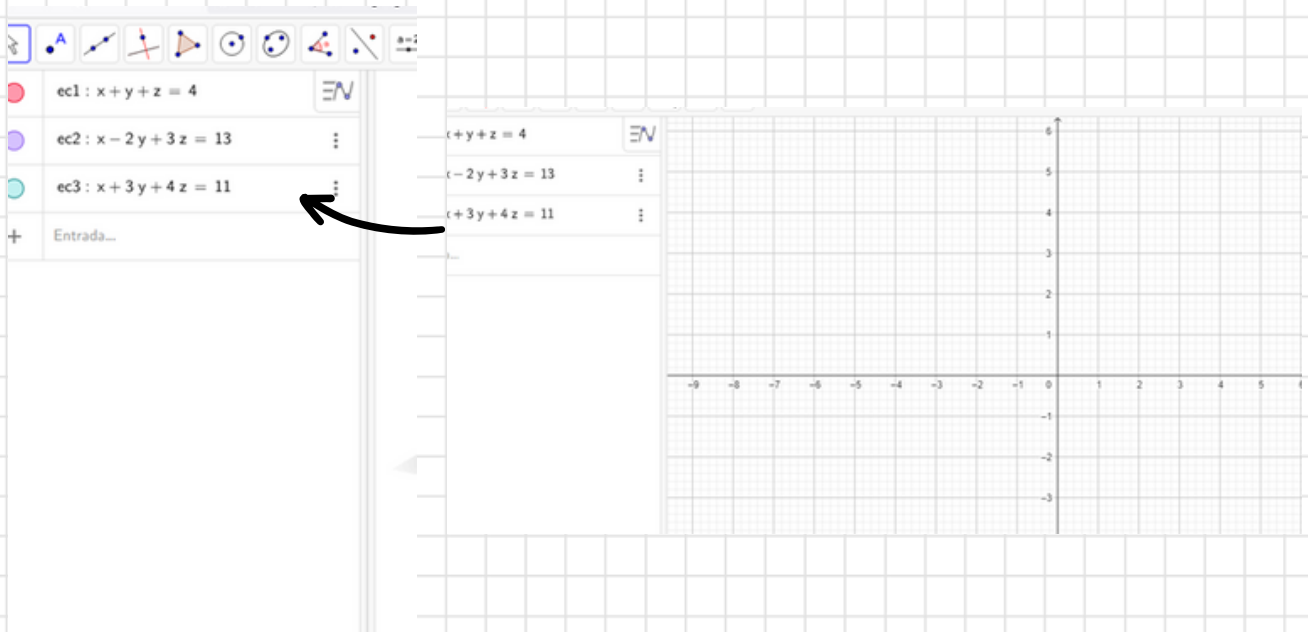 A
a=2
ec1 : x + y + z = 4
ec2 : x − 2 y + 3 z = 13
ec3 : x + 3 y + 4 z = 11
+ Entrada...
+ y + z = 4
− 2 y + 3 z = 13
+ 3 y + 4 z = 11
6
5
4
3
2
1
−9 −8 −7 −6 −5 −4 −3 −2 −1 0 1 2 3 4 5
−1
−2
−3